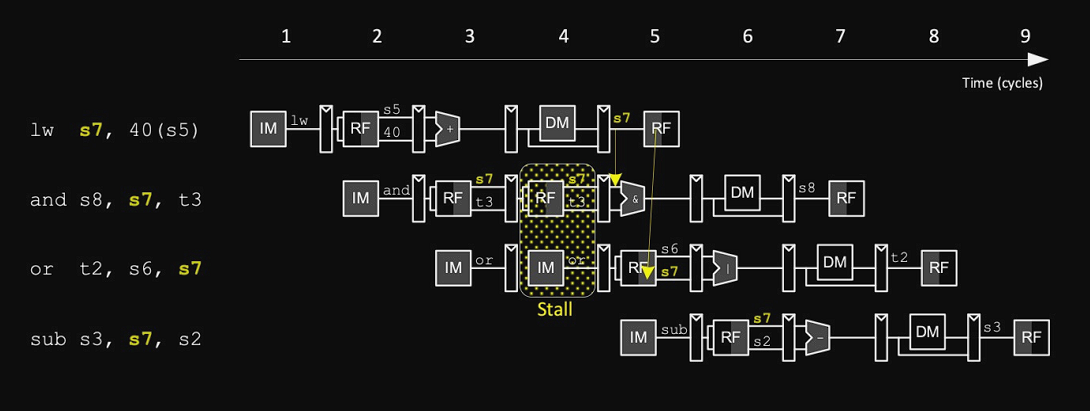 1 2 3 4 5 6 7 8 9
Time (cycles)
lw s7, 40(s5)
IM lw RF s5 40 + DM s7 RF
and s8, s7, t3
IM and RF s7 t3 RF s7 t3 & DM s8 RF
or t2, s6, s7
IM or IM or RF s6 s7 | DM t2 RF
Stall
sub s3, s7, s2
IM sub RF s7 s2 - DM s3 RF